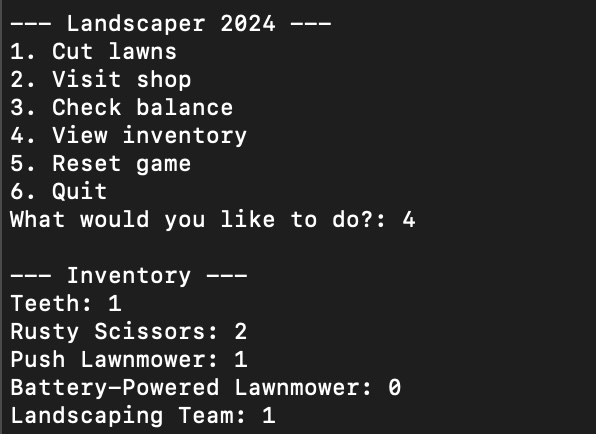 --- Landscaper 2024 ---
1. Cut lawns
2. Visit shop
3. Check balance
4. View inventory
5. Reset game
6. Quit
What would you like to do?: 4
--- Inventory ---
Teeth: 1
Rusty Scissors: 2
Push Lawnmower: 1
Battery-Powered Lawnmower: 0
Landscaping Team: 1